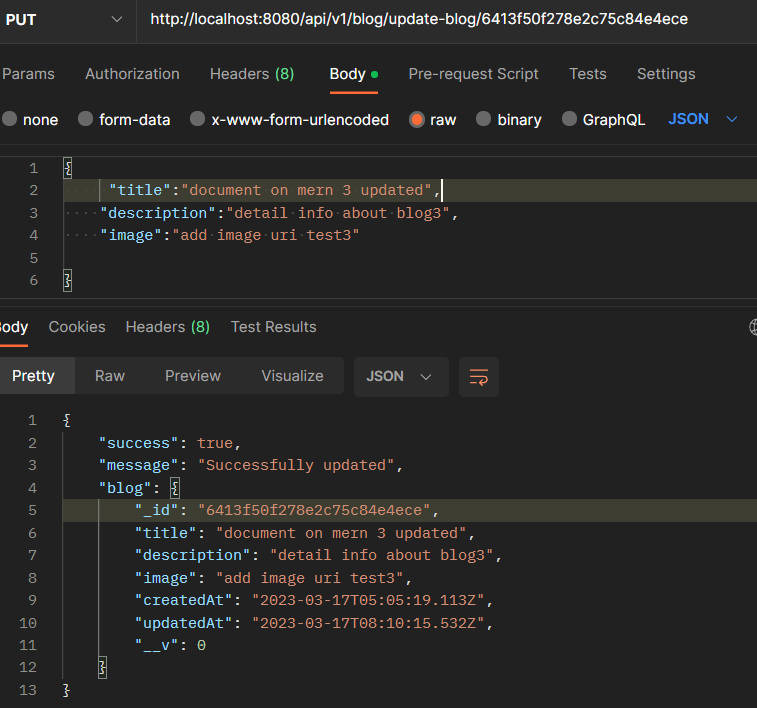 PUT http://localhost:8080/api/v1/blog/update-blog/6413f50f278e2c75c84e4ece
Params Authorization Headers (8) Body Pre-request Script Tests Settings
none form-data x-www-form-urlencoded raw binary GraphQL JSON
1 {
2 "title":"document on mern 3 updated",
3 "description":"detail info about blog3",
4 "image":"add image uri test3"
5
6 }
Body Cookies Headers (8) Test Results
Pretty Raw Preview Visualize JSON
1 {
2 "success": true,
3 "message": "Successfully updated",
4 "blog": {
5 "_id": "6413f50f278e2c75c84e4ece",
6 "title": "document on mern 3 updated",
7 "description": "detail info about blog3",
8 "image": "add image uri test3",
9 "createdAt": "2023-03-17T05:05:19.113Z",
10 "updatedAt": "2023-03-17T08:10:15.532Z",
11 "__v": 0
12 }
13 }